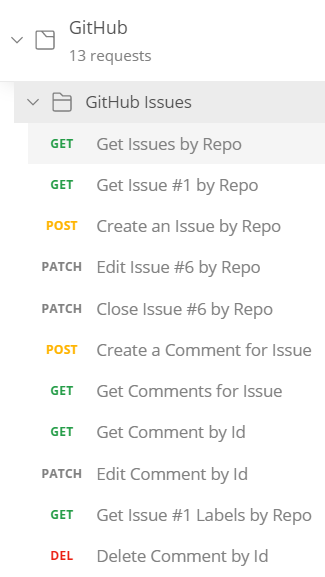 GitHub
13 requests
GitHub Issues
GET Get Issues by Repo
GET Get Issue #1 by Repo
POST Create an Issue by Repo
PATCH Edit Issue #6 by Repo
PATCH Close Issue #6 by Repo
POST Create a Comment for Issue
GET Get Comments for Issue
GET Get Comment by Id
PATCH Edit Comment by Id
GET Get Issue #1 Labels by Repo
DEL Delete Comment by Id